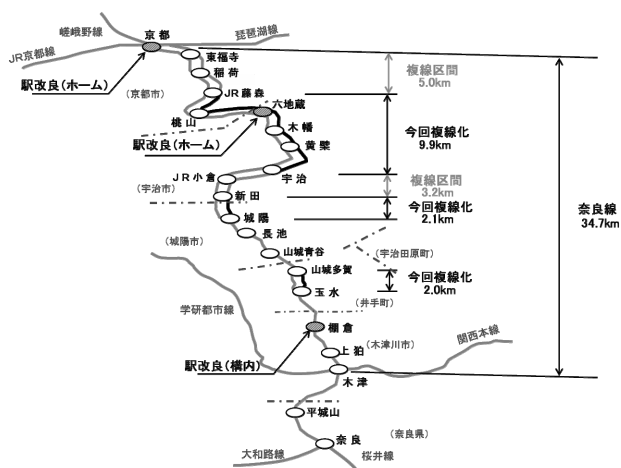 嵯峨野線
京都
琵琶湖線
JR京都線
東福寺
稲荷
駅改良(ホーム)
(京都市)
JR藤森
六地蔵
桃山
木幡
駅改良(ホーム)
黄檗
複線区間
5.0km
今回複線化
9.9km
JR小倉
宇治
(宇治市)
新田
複線区間
3.2km
城陽
今回複線化
2.1km
奈良線
34.7km
長池
(城陽市)
山城青谷
(宇治田原町)
山城多賀
今回複線化
2.0km
玉水
(井手町)
学研都市線
棚倉
(木津川市)
関西本線
上狛
駅改良(構内)
木津
平城山
(奈良県)
奈良
大和路線
桜井線